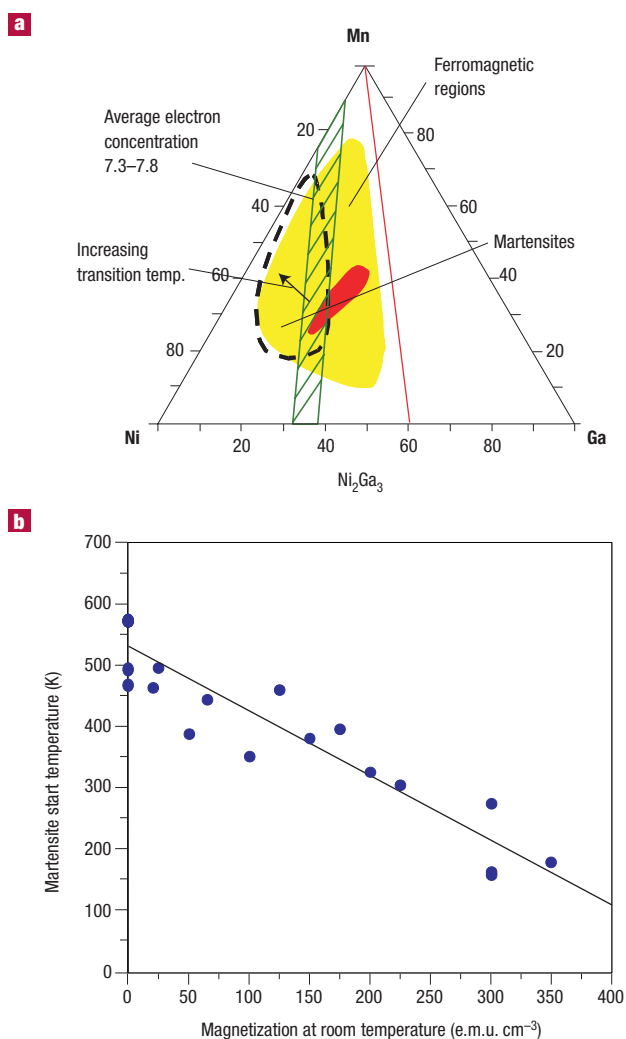 a
Mn
Ferromagnetic
regions
Average electron
concentration
7.3–7.8
20
80
40
60
Increasing
transition temp.
Martensites
60
40
80
20
Ni
Ga
20
40
60
80
Ni₂Ga₃
b
700
600
500
400
300
200
100
0
Martensite start temperature (K)
0
50
100
150
200
250
300
350
400
Magnetization at room temperature (e.m.u. cm⁻³)